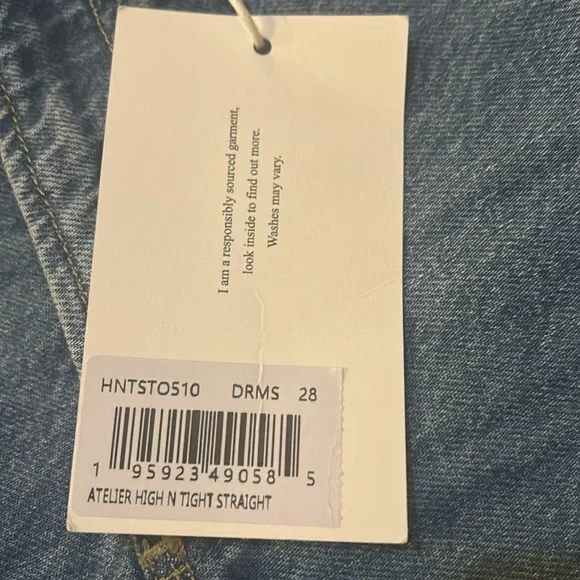 I am a responsibly sourced garment,
look inside to find out more.
Washes may vary.
HNTSTO510 DRMS 28
1 95923 49058 5
ATELIER HIGH N TIGHT STRAIGHT